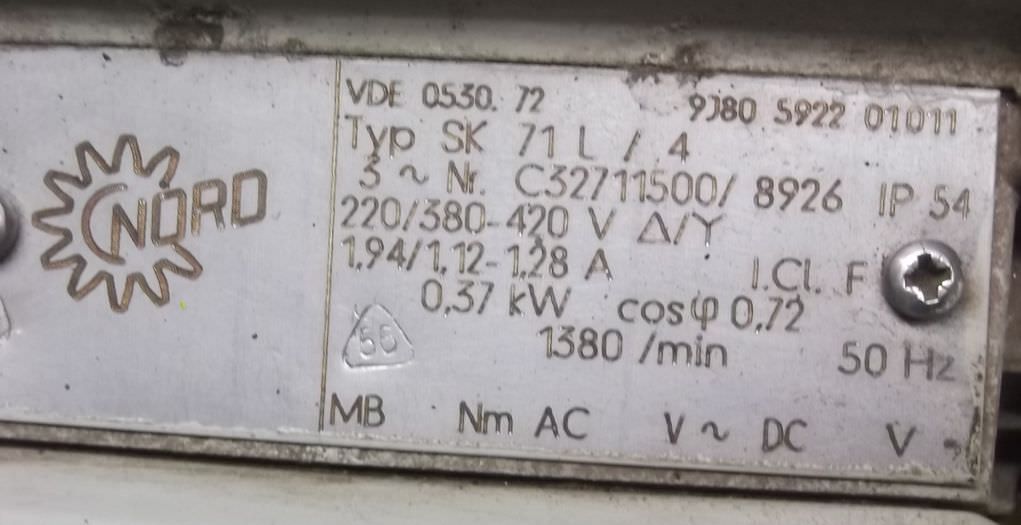 NORD
VDE 0530. 72 9J80 5922 01011
Typ SK 71 L / 4
3 ~ Nr. C32711500/ 8926 IP 54
220/380-420 V Δ/Y
1,94/1,12-1,28 A I.Cl. F
0,37 kW cosφ 0,72
56
1380 /min 50 Hz
MB Nm AC V ~ DC V -